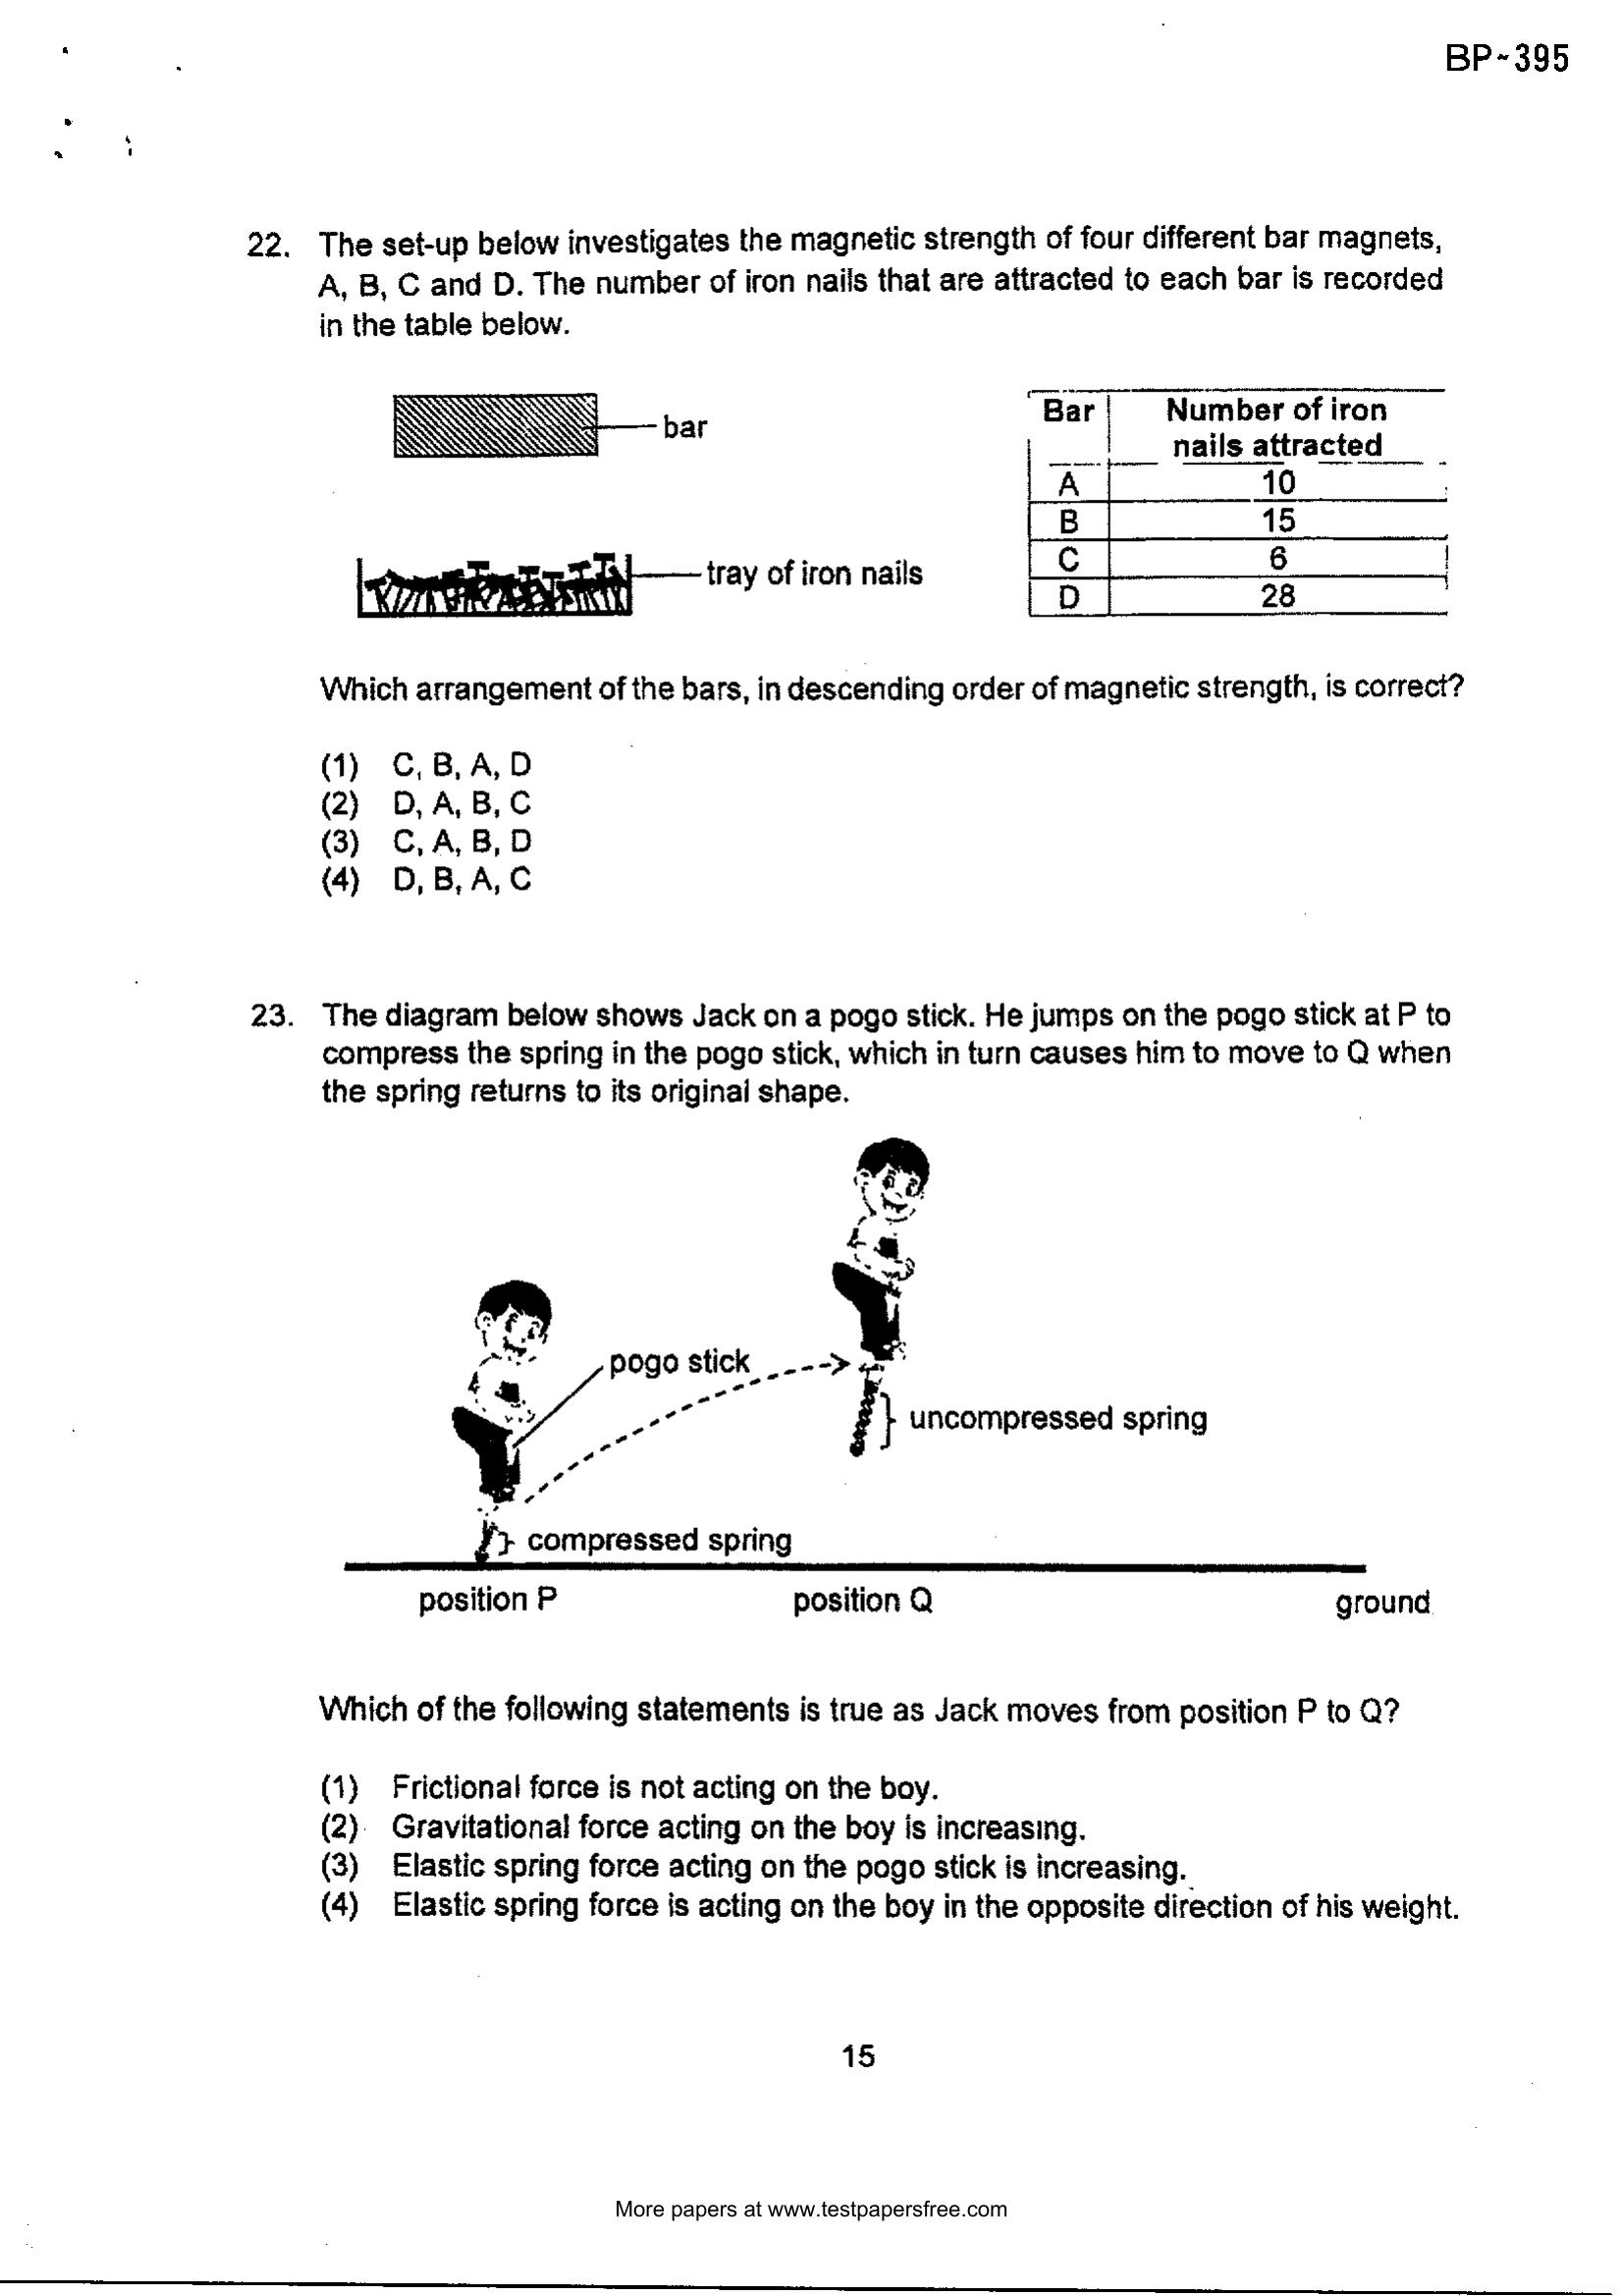 BP~395
22. The set-up below investigates the magnetic strength of four different bar magnets,
A, B, C and D. The number of iron nails that are attracted to each bar is recorded
in the table below.
bar
tray of iron nails
Bar Number of iron
nails attracted
A 10
B 15
C 6
D 28
Which arrangement of the bars, in descending order of magnetic strength, is correct?
(1) C, B, A, D
(2) D, A, B, C
(3) C, A, B, D
(4) D, B, A, C
23. The diagram below shows Jack on a pogo stick. He jumps on the pogo stick at P to
compress the spring in the pogo stick, which in turn causes him to move to Q when
the spring returns to its original shape.
pogo stick
uncompressed spring
compressed spring
position P position Q ground
Which of the following statements is true as Jack moves from position P to Q?
(1) Frictional force is not acting on the boy.
(2) Gravitational force acting on the boy is increasing.
(3) Elastic spring force acting on the pogo stick is increasing.
(4) Elastic spring force is acting on the boy in the opposite direction of his weight.
15
More papers at www.testpapersfree.com